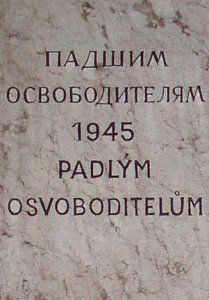 ПАДШИМ
ОСВОБОДИТЕЛЯМ
1945
PADLÝM
OSVOBODITELŮM